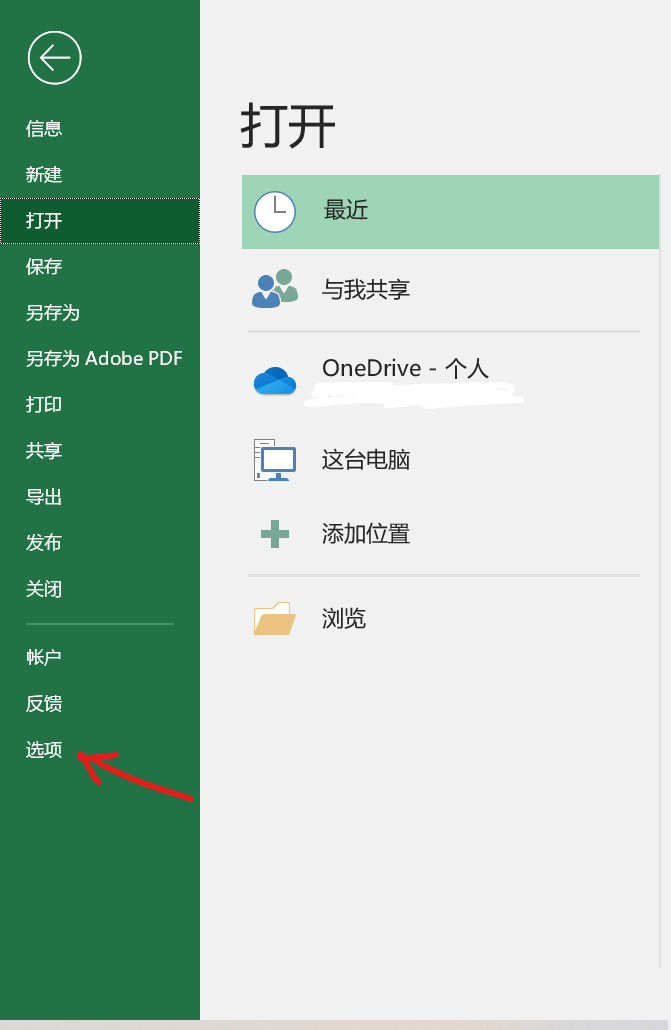 信息
新建
打开
保存
另存为
另存为 Adobe PDF
打印
共享
导出
发布
关闭
帐户
反馈
选项
打开
最近
与我共享
OneDrive - 个人
这台电脑
添加位置
浏览